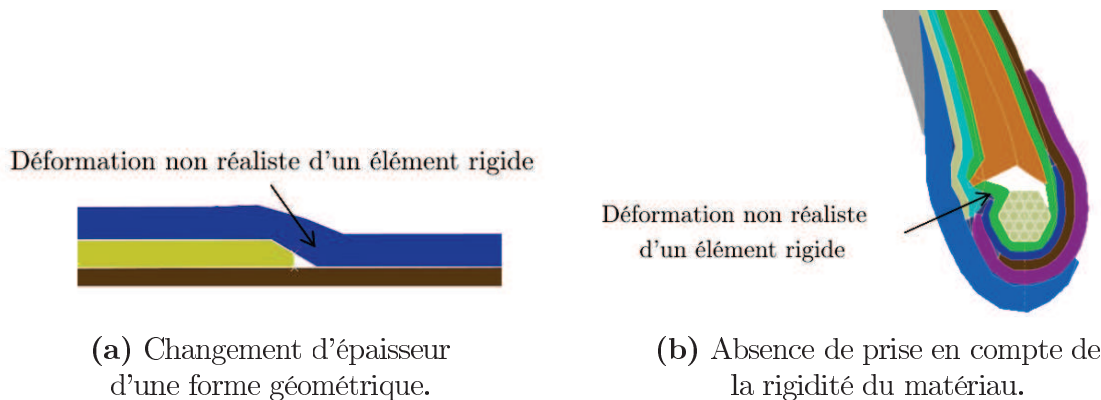 Déformation non réaliste d'un élément rigide
(a) Changement d'épaisseur
d'une forme géométrique.
Déformation non réaliste
d'un élément rigide
(b) Absence de prise en compte de
la rigidité du matériau.